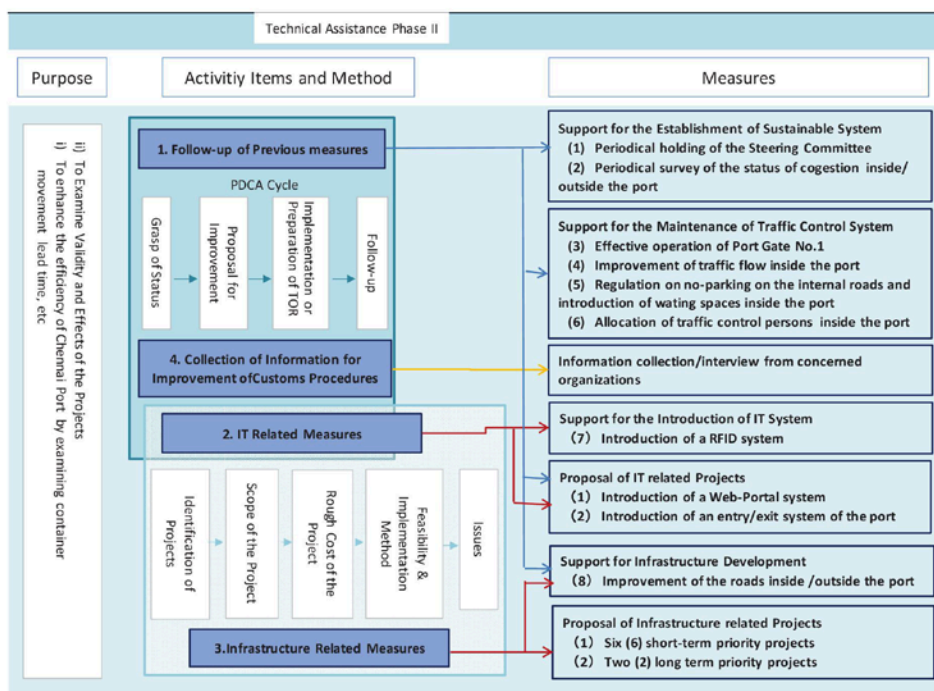 Technical Assistance Phase II
Purpose
Activitiy Items and Method
Measures
ii) To Examine Validity and Effects of the Projects
i) To enhance the efficiency of Chennai Port by examining container
movement lead time, etc
1. Follow-up of Previous measures
PDCA Cycle
Grasp of Status
Proposal for
Improvement
Implementation or
Preparation of TOR
Follow-up
4. Collection of Information for
Improvement ofCustoms Procedures
2. IT Related Measures
Identification of
Projects
Scope of the Project
Rough Cost of the
Project
Feasibility &
Implementation
Method
Issues
3.Infrastructure Related Measures
Support for the Establishment of Sustainable System
(1) Periodical holding of the Steering Committee
(2) Periodical survey of the status of cogestion inside/
outside the port
Support for the Maintenance of Traffic Control System
(3) Effective operation of Port Gate No.1
(4) Improvement of traffic flow inside the port
(5) Regulation on no-parking on the internal roads and
introduction of wating spaces inside the port
(6) Allocation of traffic control persons inside the port
Information collection/interview from concerned
organizations
Support for the Introduction of IT System
(7) Introduction of a RFID system
Proposal of IT related Projects
(1) Introduction of a Web-Portal system
(2) Introduction of an entry/exit system of the port
Support for Infrastructure Development
(8) Improvement of the roads inside /outside the port
Proposal of Infrastructure related Projects
(1) Six (6) short-term priority projects
(2) Two (2) long term priority projects